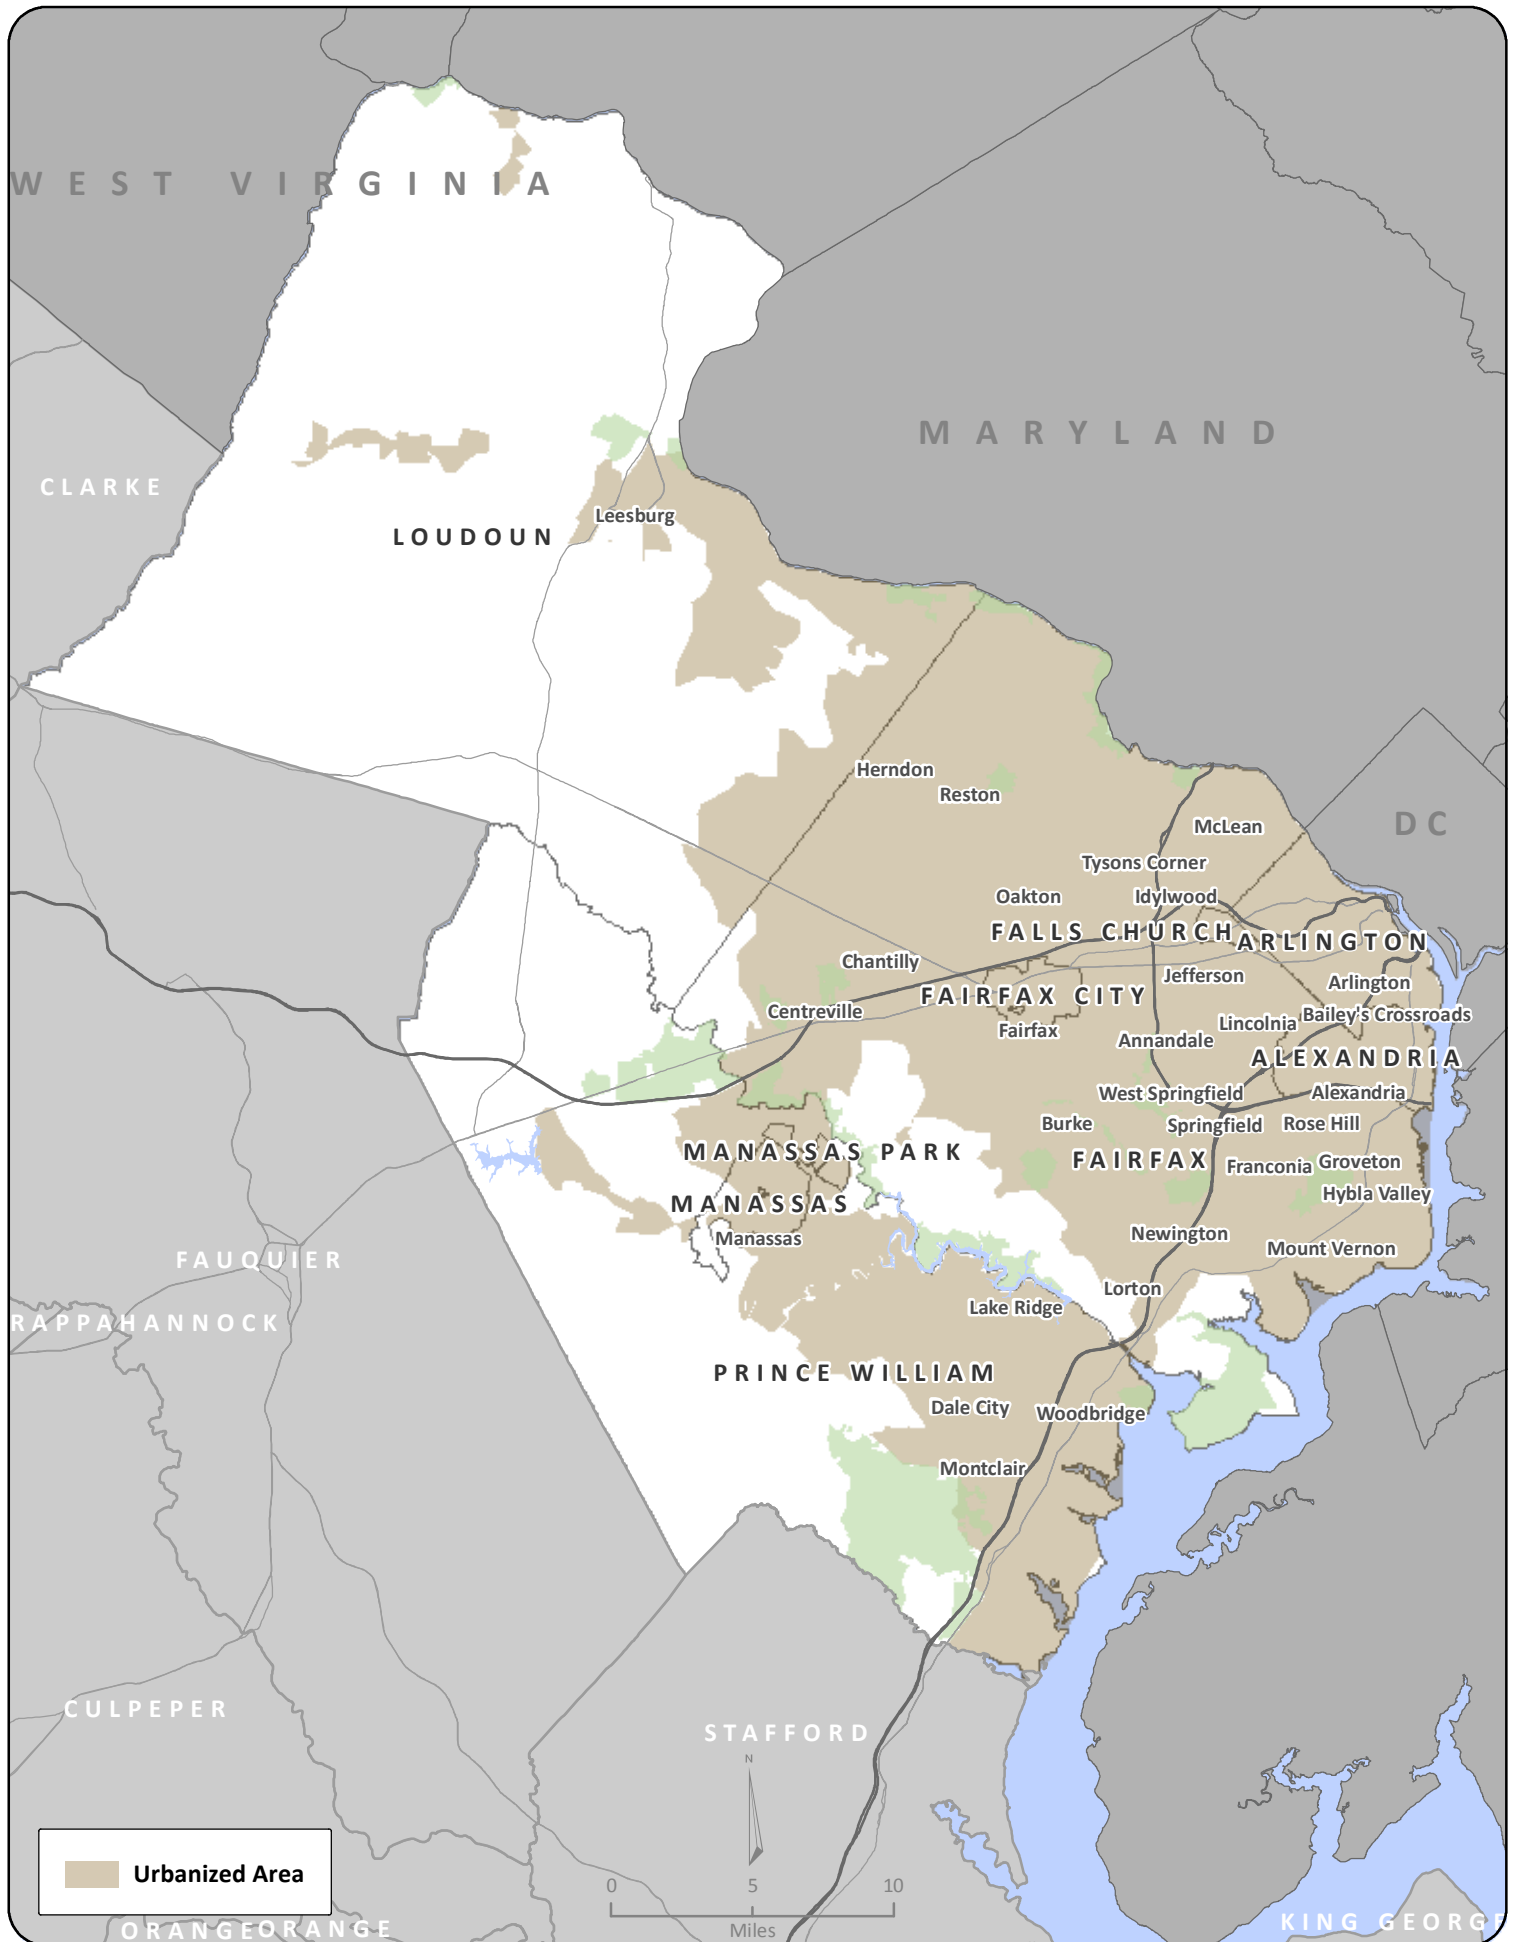 WEST VIRGINIA
MARYLAND
CLARKE
Leesburg
LOUDOUN
Herndon
Reston
DC
McLean
Tysons Corner
Oakton
Idylwood
FALLS CHURCH
ARLINGTON
Chantilly
Jefferson
Arlington
FAIRFAX CITY
Centreville
Bailey's Crossroads
Lincolnia
Fairfax
Annandale
ALEXANDRIA
West Springfield
Alexandria
Burke
Springfield
Rose Hill
MANASSAS PARK
FAIRFAX
Franconia
Groveton
Hybla Valley
MANASSAS
Manassas
Newington
Mount Vernon
FAUQUIER
Lorton
Lake Ridge
RAPPAHANNOCK
PRINCE WILLIAM
Dale City
Woodbridge
Montclair
CULPEPER
STAFFORD
N
Urbanized Area
0 5 10
Miles
ORANGE
ORANGE
KING GEORGE